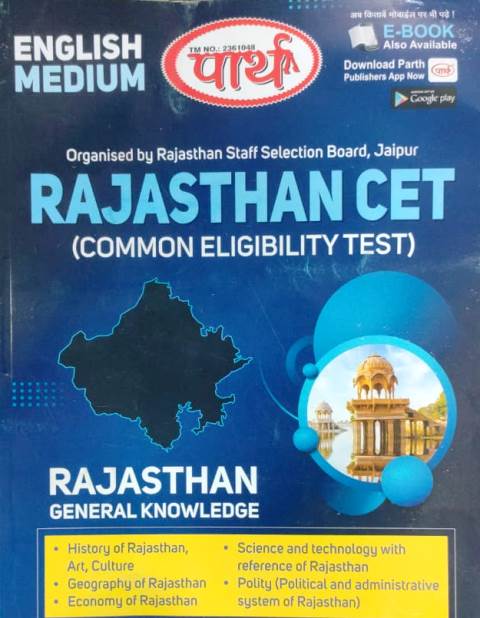 अब किताबें मोबाईल पर भी पढ़ें !
ENGLISH
MEDIUM
TM NO.: 2361048
पार्थ
E-BOOK
Also Available
Download Parth
Publishers App Now
पार्थ
Google play
Organised by Rajasthan Staff Selection Board, Jaipur
RAJASTHAN CET
(COMMON ELIGIBILITY TEST)
RAJASTHAN
GENERAL KNOWLEDGE
• History of Rajasthan,
Art, Culture
• Geography of Rajasthan
• Economy of Rajasthan
• Science and technology with
reference of Rajasthan
• Polity (Political and administrative
system of Rajasthan)